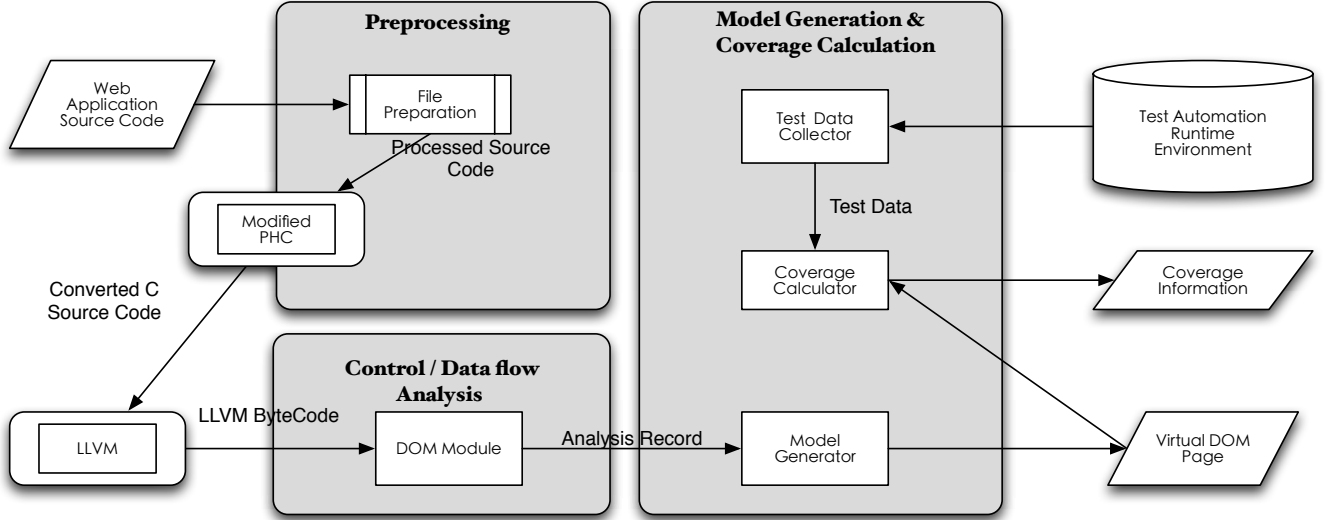 Preprocessing
Model Generation &
Coverage Calculation
Web
Application
Source Code
File
Preparation
Processed Source
Code
Modified
PHC
Converted C
Source Code
Test Data
Collector
Test Automation
Runtime
Environment
Test Data
Coverage
Calculator
Coverage
Information
Control / Data flow
Analysis
LLVM
LLVM ByteCode
DOM Module
Analysis Record
Model
Generator
Virtual DOM
Page